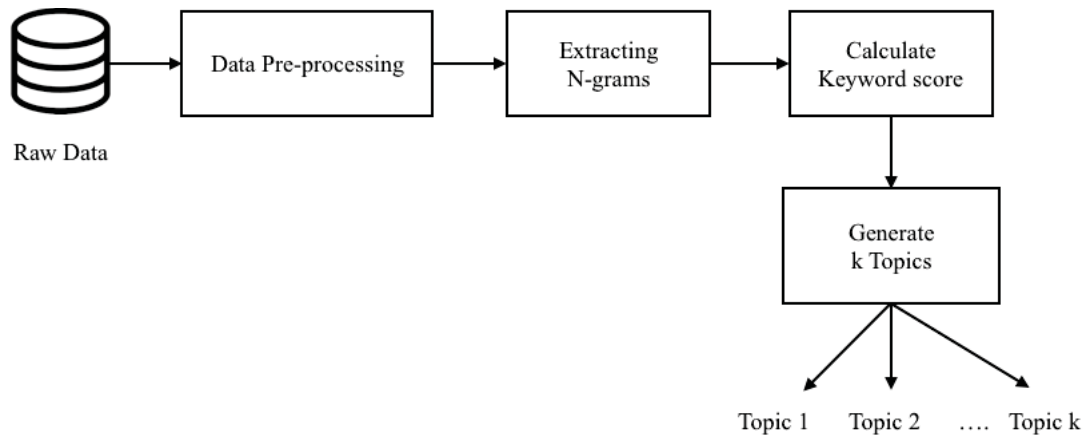 Raw Data
Data Pre-processing
Extracting
N-grams
Calculate
Keyword score
Generate
k Topics
Topic 1 Topic 2 .... Topic k